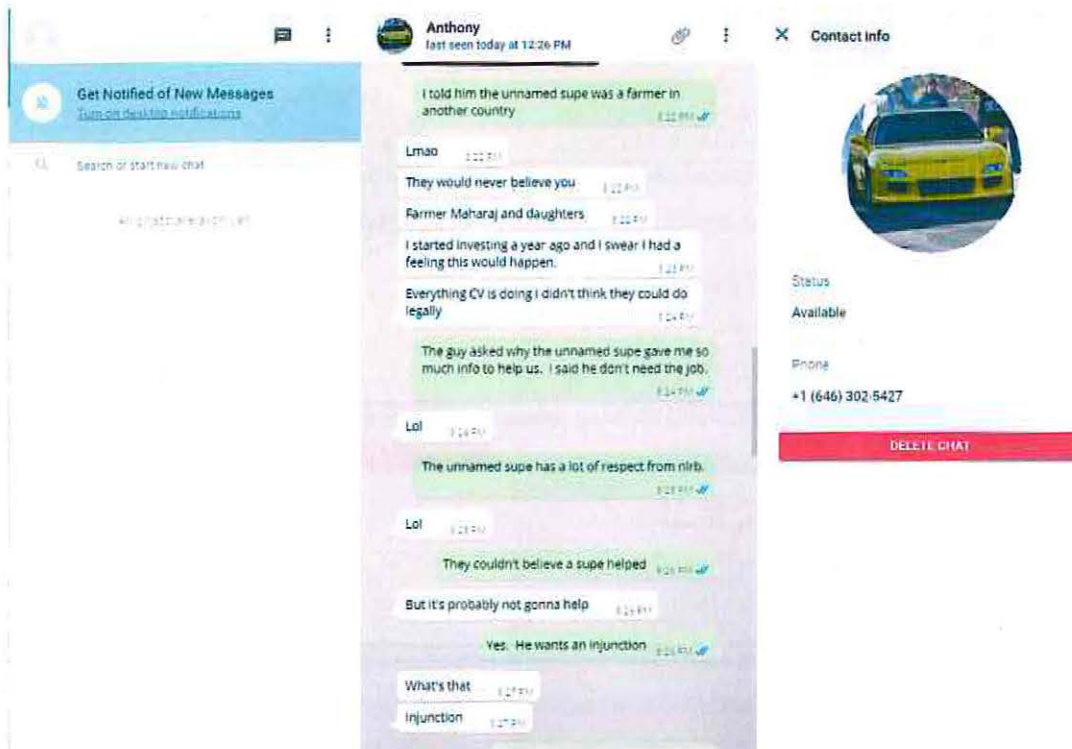 Get Notified of New Messages
Turn on desktop notifications
Search or start new chat
Anthony
last seen today at 12:26 PM
I told him the unnamed supe was a farmer in
another country
Lmao
They would never believe you
Farmer Maharaj and daughters
I started investing a year ago and I swear I had a
feeling this would happen.
Everything CV is doing I didn't think they could do
legally
The guy asked why the unnamed supe gave me so
much info to help us. I said he don't need the job.
Lol
The unnamed supe has a lot of respect from nlrb.
Lol
They couldn't believe a supe helped
But it's probably not gonna help
Yes. He wants an injunction
What's that
Injunction
Contact info
Status
Available
Phone
+1 (646) 302-5427
DELETE CHAT